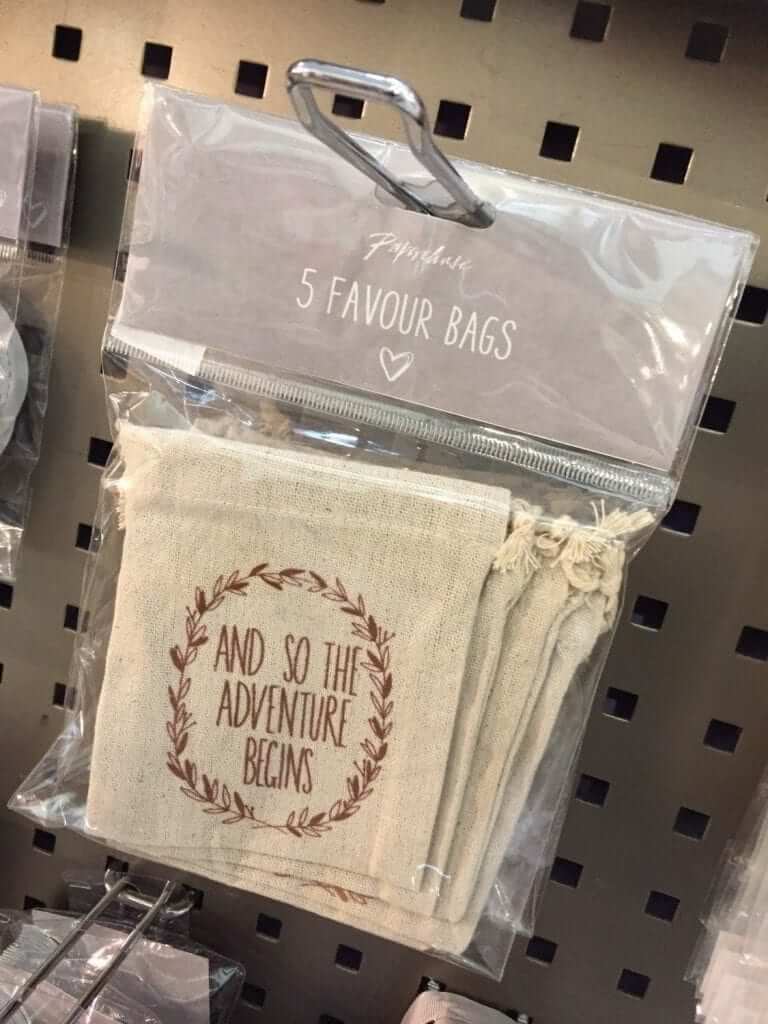 Paperchase
5 FAVOUR BAGS
AND SO THE
ADVENTURE
BEGINS